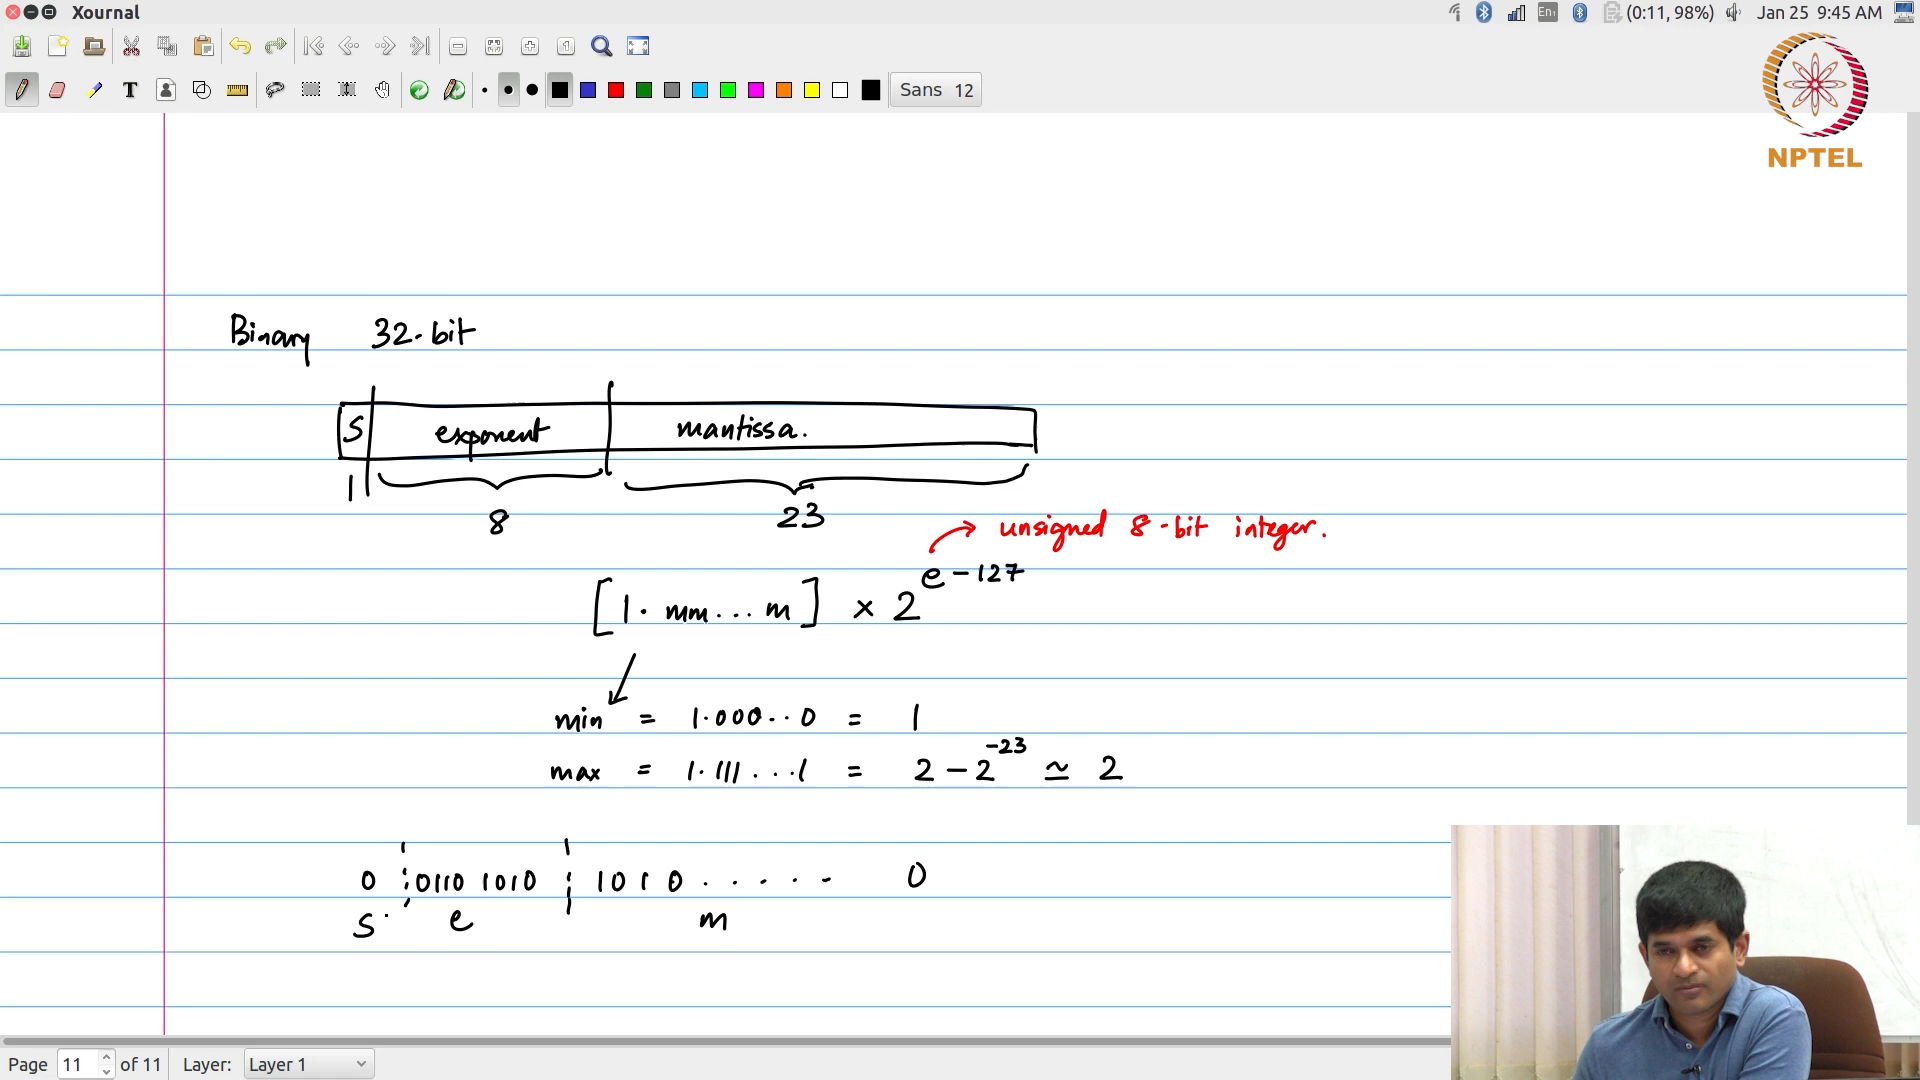 Xournal
En1
(0:11, 98%)
Jan 25 9:45 AM
Sans 12
NPTEL
Binary 32-bit
S exponent mantissa.
1 8 23
unsigned 8-bit integer.
[1. mm...m] × 2^{e-127}
min = 1.000..0 = 1
max = 1.111...1 = 2 - 2^{-23} ≃ 2
0 0110 1010 1010 ..... 0
S e m
Page 11 of 11 Layer: Layer 1